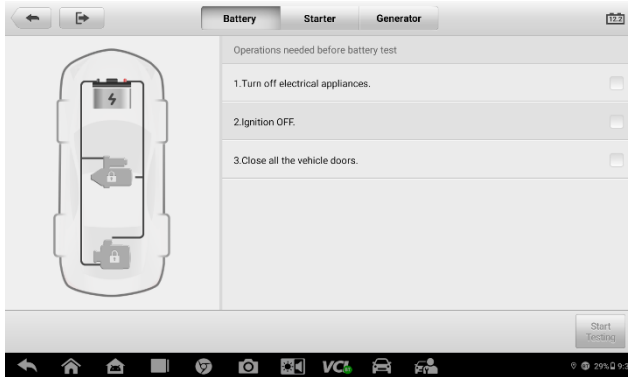 Battery
Starter
Generator
12.2
Operations needed before battery test
1.Turn off electrical appliances.
2.Ignition OFF.
3.Close all the vehicle doors.
Start
Testing
VCI
29%